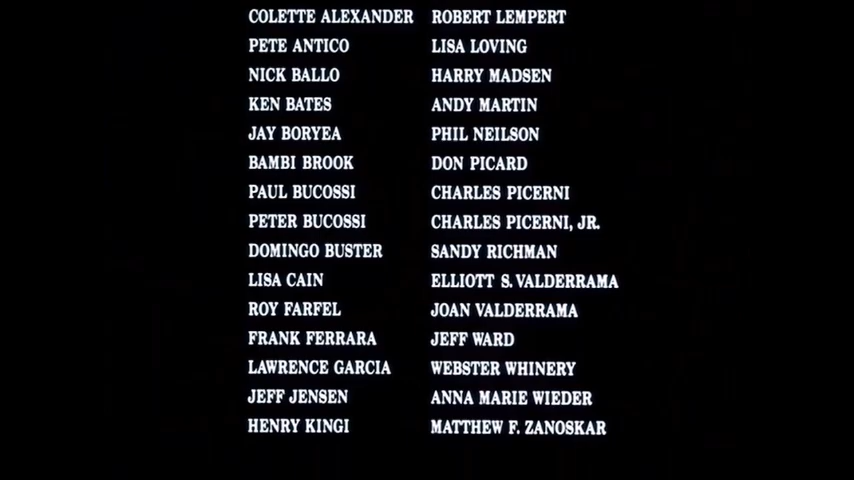 COLETTE ALEXANDER ROBERT LEMPERT
PETE ANTICO LISA LOVING
NICK BALLO HARRY MADSEN
KEN BATES ANDY MARTIN
JAY BORYEA PHIL NEILSON
BAMBI BROOK DON PICARD
PAUL BUCOSSI CHARLES PICERNI
PETER BUCOSSI CHARLES PICERNI, JR.
DOMINGO BUSTER SANDY RICHMAN
LISA CAIN ELLIOTT S. VALDERRAMA
ROY FARFEL JOAN VALDERRAMA
FRANK FERRARA JEFF WARD
LAWRENCE GARCIA WEBSTER WHINERY
JEFF JENSEN ANNA MARIE WIEDER
HENRY KINGI MATTHEW F. ZANOSKAR